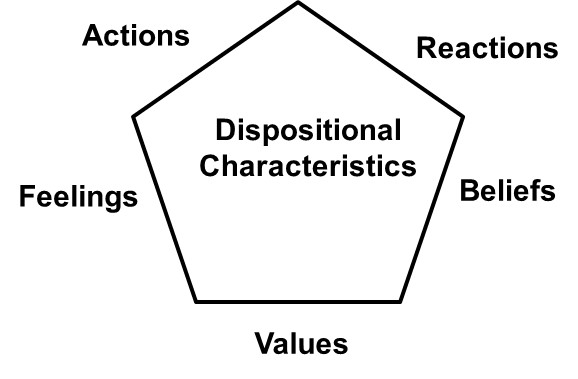 Actions
Reactions
Dispositional
Characteristics
Feelings
Beliefs
Values